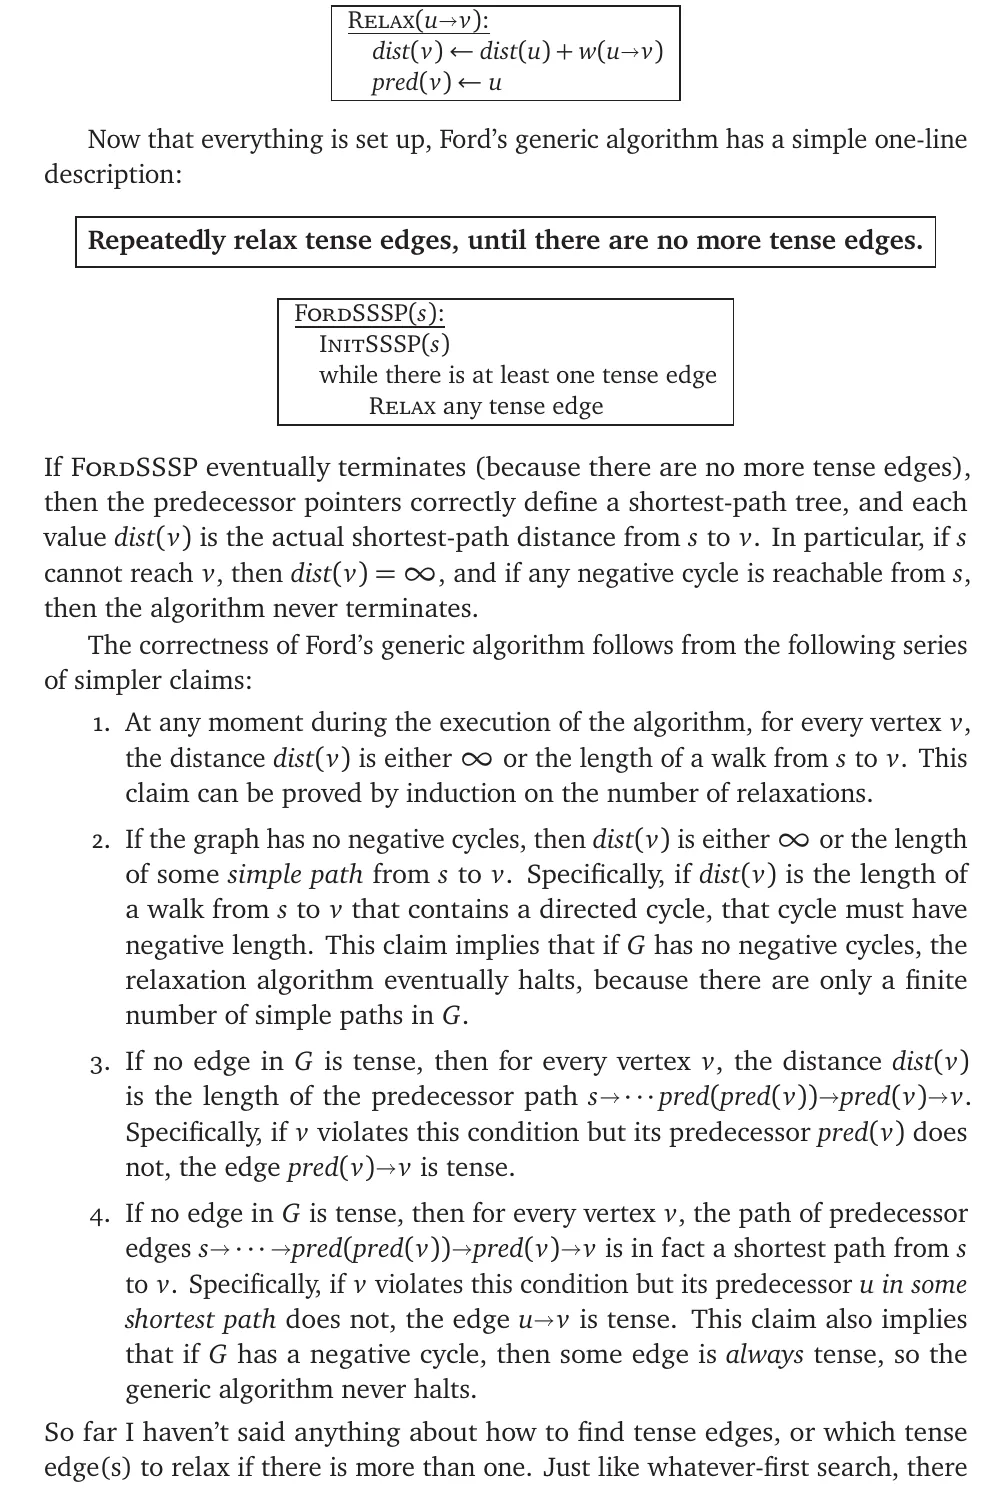 RELAX(u→v):
dist(v) ← dist(u) + w(u→v)
pred(v) ← u
Now that everything is set up, Ford's generic algorithm has a simple one-line
description:
Repeatedly relax tense edges, until there are no more tense edges.
FORDSSSP(s):
INITSSSP(s)
while there is at least one tense edge
RELAX any tense edge
If FORDSSSP eventually terminates (because there are no more tense edges),
then the predecessor pointers correctly define a shortest-path tree, and each
value dist(v) is the actual shortest-path distance from s to v. In particular, if s
cannot reach v, then dist(v) = ∞, and if any negative cycle is reachable from s,
then the algorithm never terminates.
The correctness of Ford's generic algorithm follows from the following series
of simpler claims:
1. At any moment during the execution of the algorithm, for every vertex v,
the distance dist(v) is either ∞ or the length of a walk from s to v. This
claim can be proved by induction on the number of relaxations.
2. If the graph has no negative cycles, then dist(v) is either ∞ or the length
of some simple path from s to v. Specifically, if dist(v) is the length of
a walk from s to v that contains a directed cycle, that cycle must have
negative length. This claim implies that if G has no negative cycles, the
relaxation algorithm eventually halts, because there are only a finite
number of simple paths in G.
3. If no edge in G is tense, then for every vertex v, the distance dist(v)
is the length of the predecessor path s→···pred(pred(v))→pred(v)→v.
Specifically, if v violates this condition but its predecessor pred(v) does
not, the edge pred(v)→v is tense.
4. If no edge in G is tense, then for every vertex v, the path of predecessor
edges s→···→pred(pred(v))→pred(v)→v is in fact a shortest path from s
to v. Specifically, if v violates this condition but its predecessor u in some
shortest path does not, the edge u→v is tense. This claim also implies
that if G has a negative cycle, then some edge is always tense, so the
generic algorithm never halts.
So far I haven't said anything about how to find tense edges, or which tense
edge(s) to relax if there is more than one. Just like whatever-first search, there